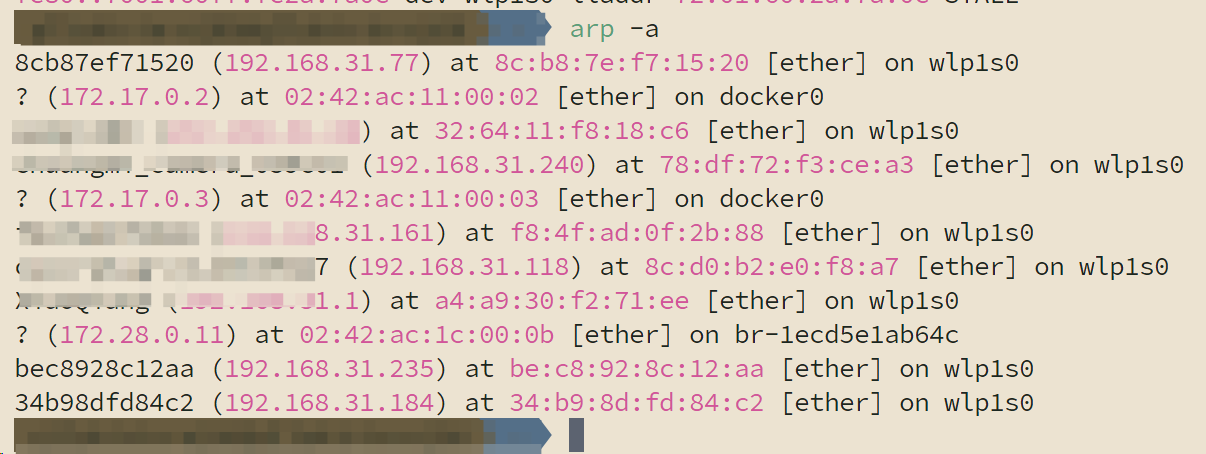 arp -a
8cb87ef71520 (192.168.31.77) at 8c:b8:7e:f7:15:20 [ether] on wlp1s0
? (172.17.0.2) at 02:42:ac:11:00:02 [ether] on docker0
) at 32:64:11:f8:18:c6 [ether] on wlp1s0
(192.168.31.240) at 78:df:72:f3:ce:a3 [ether] on wlp1s0
? (172.17.0.3) at 02:42:ac:11:00:03 [ether] on docker0
8.31.161) at f8:4f:ad:0f:2b:88 [ether] on wlp1s0
7 (192.168.31.118) at 8c:d0:b2:e0:f8:a7 [ether] on wlp1s0
1.1) at a4:a9:30:f2:71:ee [ether] on wlp1s0
? (172.28.0.11) at 02:42:ac:1c:00:0b [ether] on br-1ecd5e1ab64c
bec8928c12aa (192.168.31.235) at be:c8:92:8c:12:aa [ether] on wlp1s0
34b98dfd84c2 (192.168.31.184) at 34:b9:8d:fd:84:c2 [ether] on wlp1s0